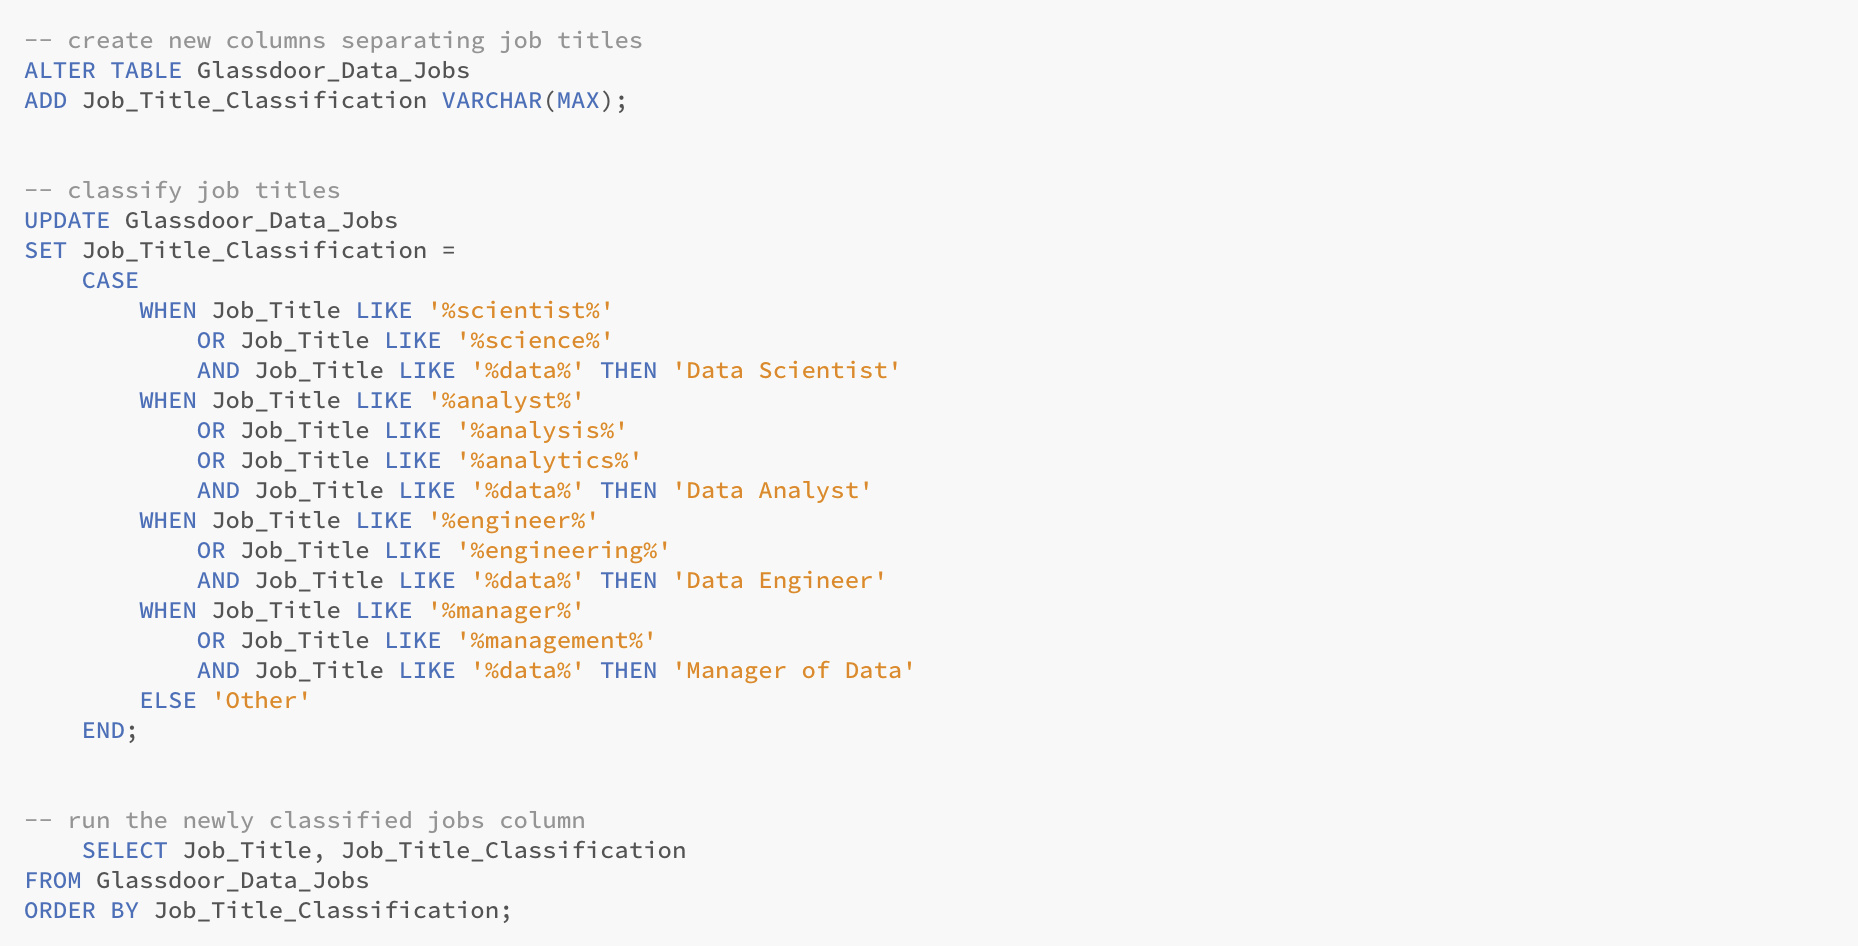 -- create new columns separating job titles
ALTER TABLE Glassdoor_Data_Jobs
ADD Job_Title_Classification VARCHAR(MAX);
-- classify job titles
UPDATE Glassdoor_Data_Jobs
SET Job_Title_Classification =
    CASE
        WHEN Job_Title LIKE '%scientist%'
            OR Job_Title LIKE '%science%'
            AND Job_Title LIKE '%data%' THEN 'Data Scientist'
        WHEN Job_Title LIKE '%analyst%'
            OR Job_Title LIKE '%analysis%'
            OR Job_Title LIKE '%analytics%'
            AND Job_Title LIKE '%data%' THEN 'Data Analyst'
        WHEN Job_Title LIKE '%engineer%'
            OR Job_Title LIKE '%engineering%'
            AND Job_Title LIKE '%data%' THEN 'Data Engineer'
        WHEN Job_Title LIKE '%manager%'
            OR Job_Title LIKE '%management%'
            AND Job_Title LIKE '%data%' THEN 'Manager of Data'
        ELSE 'Other'
    END;
-- run the newly classified jobs column
    SELECT Job_Title, Job_Title_Classification
FROM Glassdoor_Data_Jobs
ORDER BY Job_Title_Classification;